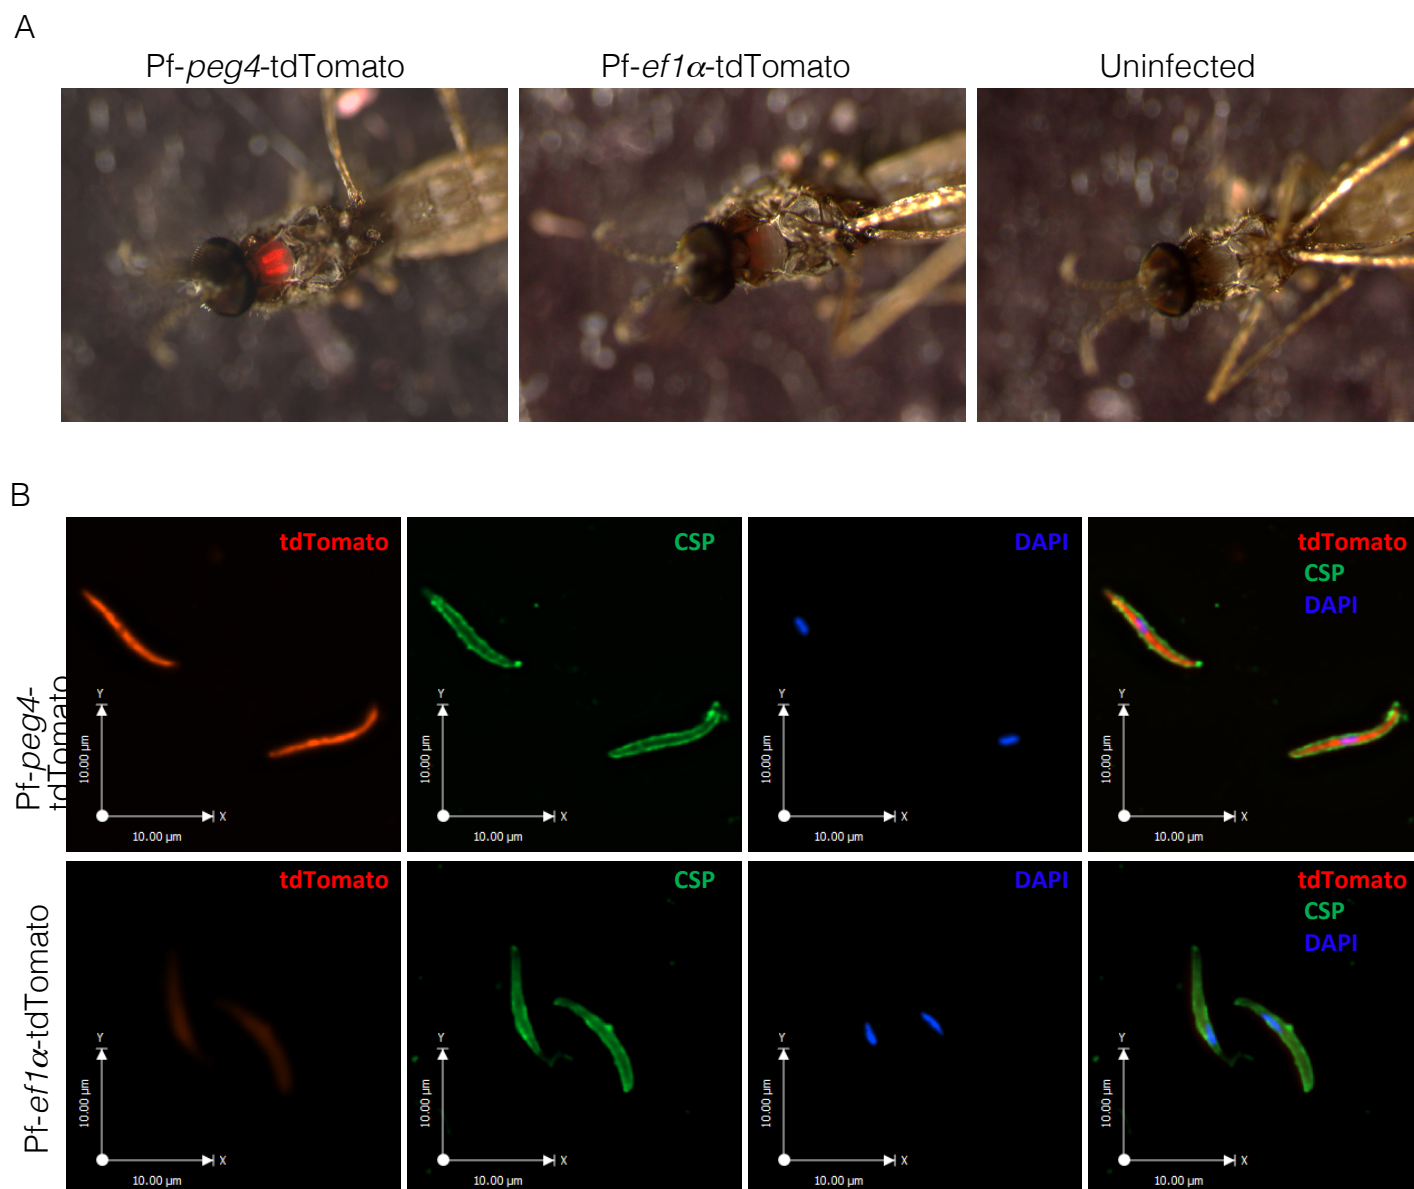 A
Pf-peg4-tdTomato
Pf-ef1α-tdTomato
Uninfected
B
Pf-peg4-
tdTomato
tdTomato
CSP
DAPI
tdTomato
CSP
DAPI
Y
10.00 µm
X
10.00 µm
Y
10.00 µm
X
10.00 µm
Y
10.00 µm
X
10.00 µm
Y
10.00 µm
X
10.00 µm
Pf-ef1α-tdTomato
tdTomato
CSP
DAPI
tdTomato
CSP
DAPI
Y
10.00 µm
X
10.00 µm
Y
10.00 µm
X
10.00 µm
Y
10.00 µm
X
10.00 µm
Y
10.00 µm
X
10.00 µm